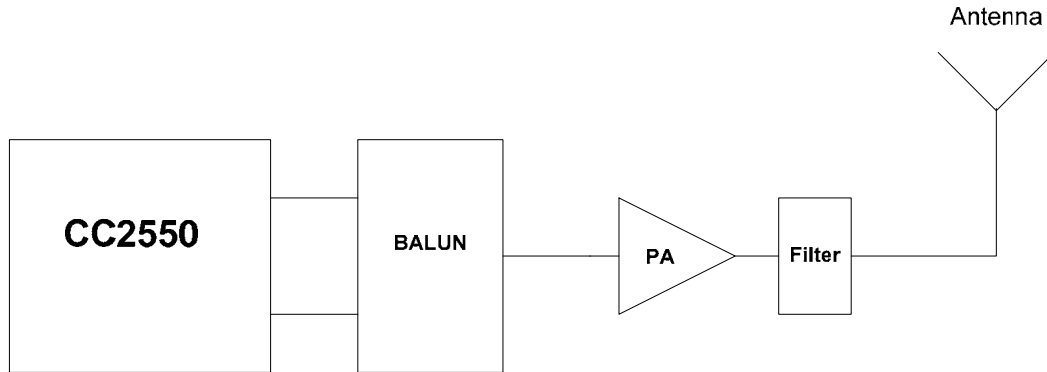 Antenna
CC2550
BALUN
PA
Filter